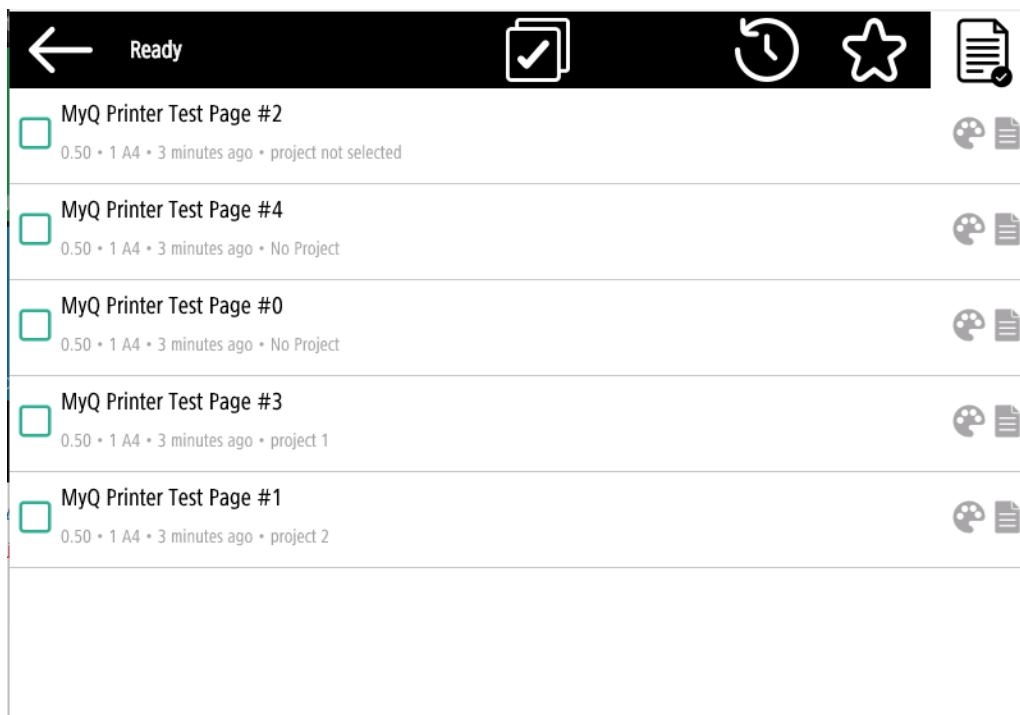 Ready
MyQ Printer Test Page #2
0.50 • 1 A4 • 3 minutes ago • project not selected
MyQ Printer Test Page #4
0.50 • 1 A4 • 3 minutes ago • No Project
MyQ Printer Test Page #0
0.50 • 1 A4 • 3 minutes ago • No Project
MyQ Printer Test Page #3
0.50 • 1 A4 • 3 minutes ago • project 1
MyQ Printer Test Page #1
0.50 • 1 A4 • 3 minutes ago • project 2